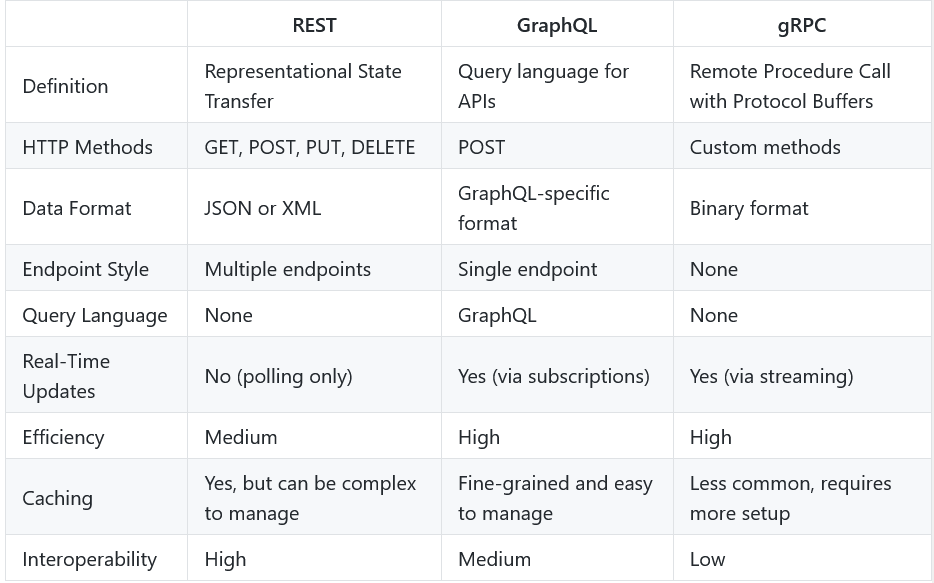 REST GraphQL gRPC
Definition
Representational State
Transfer
Query language for
APIs
Remote Procedure Call
with Protocol Buffers
HTTP Methods
GET, POST, PUT, DELETE
POST
Custom methods
Data Format
JSON or XML
GraphQL-specific
format
Binary format
Endpoint Style
Multiple endpoints
Single endpoint
None
Query Language
None
GraphQL
None
Real-Time
Updates
No (polling only)
Yes (via subscriptions)
Yes (via streaming)
Efficiency
Medium
High
High
Caching
Yes, but can be complex
to manage
Fine-grained and easy
to manage
Less common, requires
more setup
Interoperability
High
Medium
Low